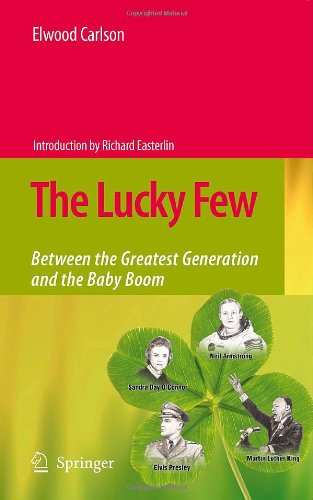 Elwood Carlson
Introduction by Richard Easterlin
The Lucky Few
Between the Greatest Generation
and the Baby Boom
Neil Armstrong
Sandra Day O'Connor
Elvis Presley
Martin Luther King
Springer